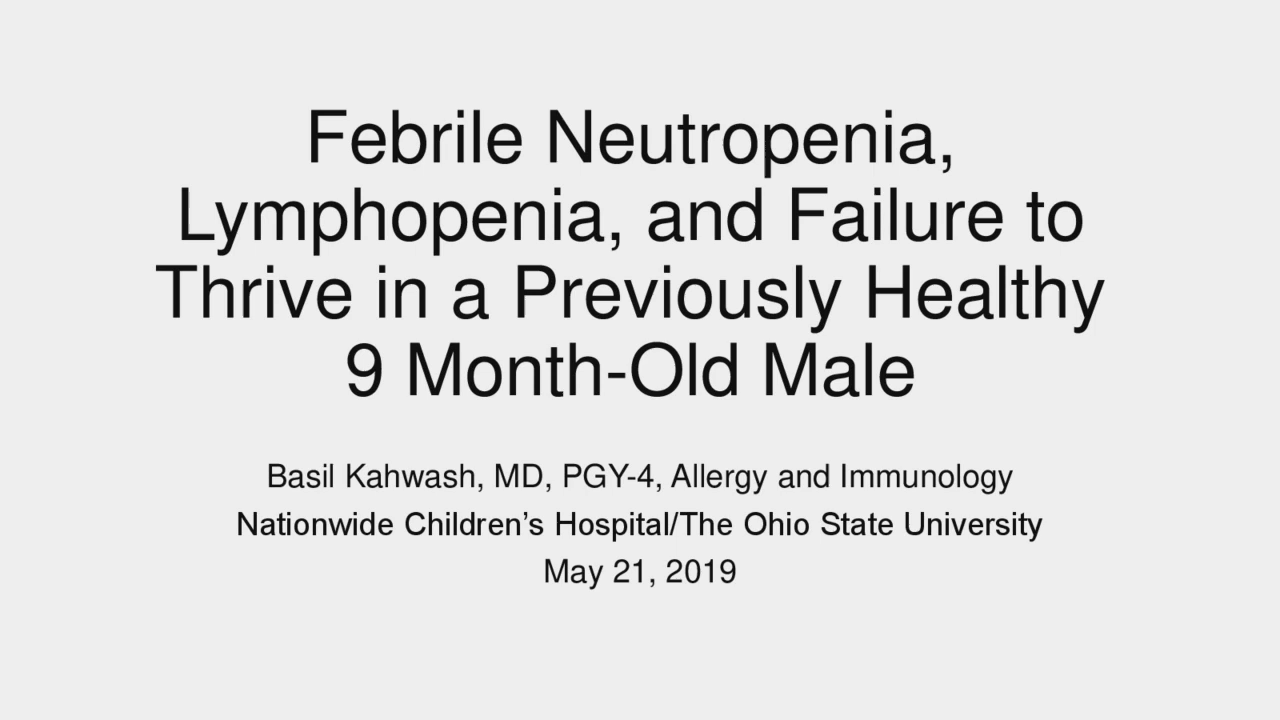 Febrile Neutropenia,
Lymphopenia, and Failure to
Thrive in a Previously Healthy
9 Month-Old Male
Basil Kahwash, MD, PGY-4, Allergy and Immunology
Nationwide Children’s Hospital/The Ohio State University
May 21, 2019